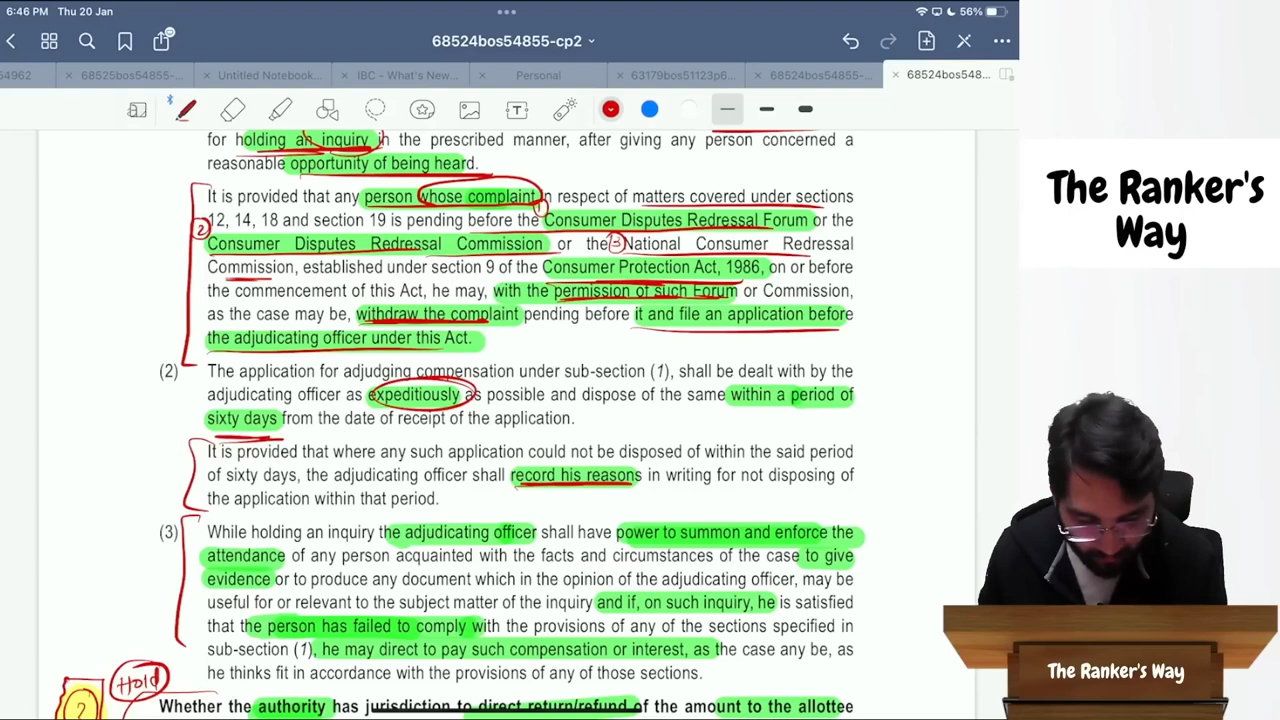 6:46 PM Thu 20 Jan
56%
68524bos54855-cp2
54962
68525bos54855-...
Untitled Notebook...
IBC - What's New...
Personal
63179bos51123p6...
68524bos54855-...
68524bos548...
for holding an inquiry in the prescribed manner, after giving any person concerned a
reasonable opportunity of being heard.
It is provided that any person whose complaint in respect of matters covered under sections
12, 14, 18 and section 19 is pending before the Consumer Disputes Redressal Forum or the
Consumer Disputes Redressal Commission or the National Consumer Redressal
Commission, established under section 9 of the Consumer Protection Act, 1986, on or before
the commencement of this Act, he may, with the permission of such Forum or Commission,
as the case may be, withdraw the complaint pending before it and file an application before
the adjudicating officer under this Act.
1
2
3
(2) The application for adjudging compensation under sub-section (1), shall be dealt with by the
adjudicating officer as expeditiously as possible and dispose of the same within a period of
sixty days from the date of receipt of the application.
It is provided that where any such application could not be disposed of within the said period
of sixty days, the adjudicating officer shall record his reasons in writing for not disposing of
the application within that period.
(3) While holding an inquiry the adjudicating officer shall have power to summon and enforce the
attendance of any person acquainted with the facts and circumstances of the case to give
evidence or to produce any document which in the opinion of the adjudicating officer, may be
useful for or relevant to the subject matter of the inquiry and if, on such inquiry, he is satisfied
that the person has failed to comply with the provisions of any of the sections specified in
sub-section (1), he may direct to pay such compensation or interest, as the case any be, as
he thinks fit in accordance with the provisions of any of those sections.
Hold
?
Whether the authority has jurisdiction to direct return/refund of the amount to the allottee
The Ranker's
Way
The Ranker's Way